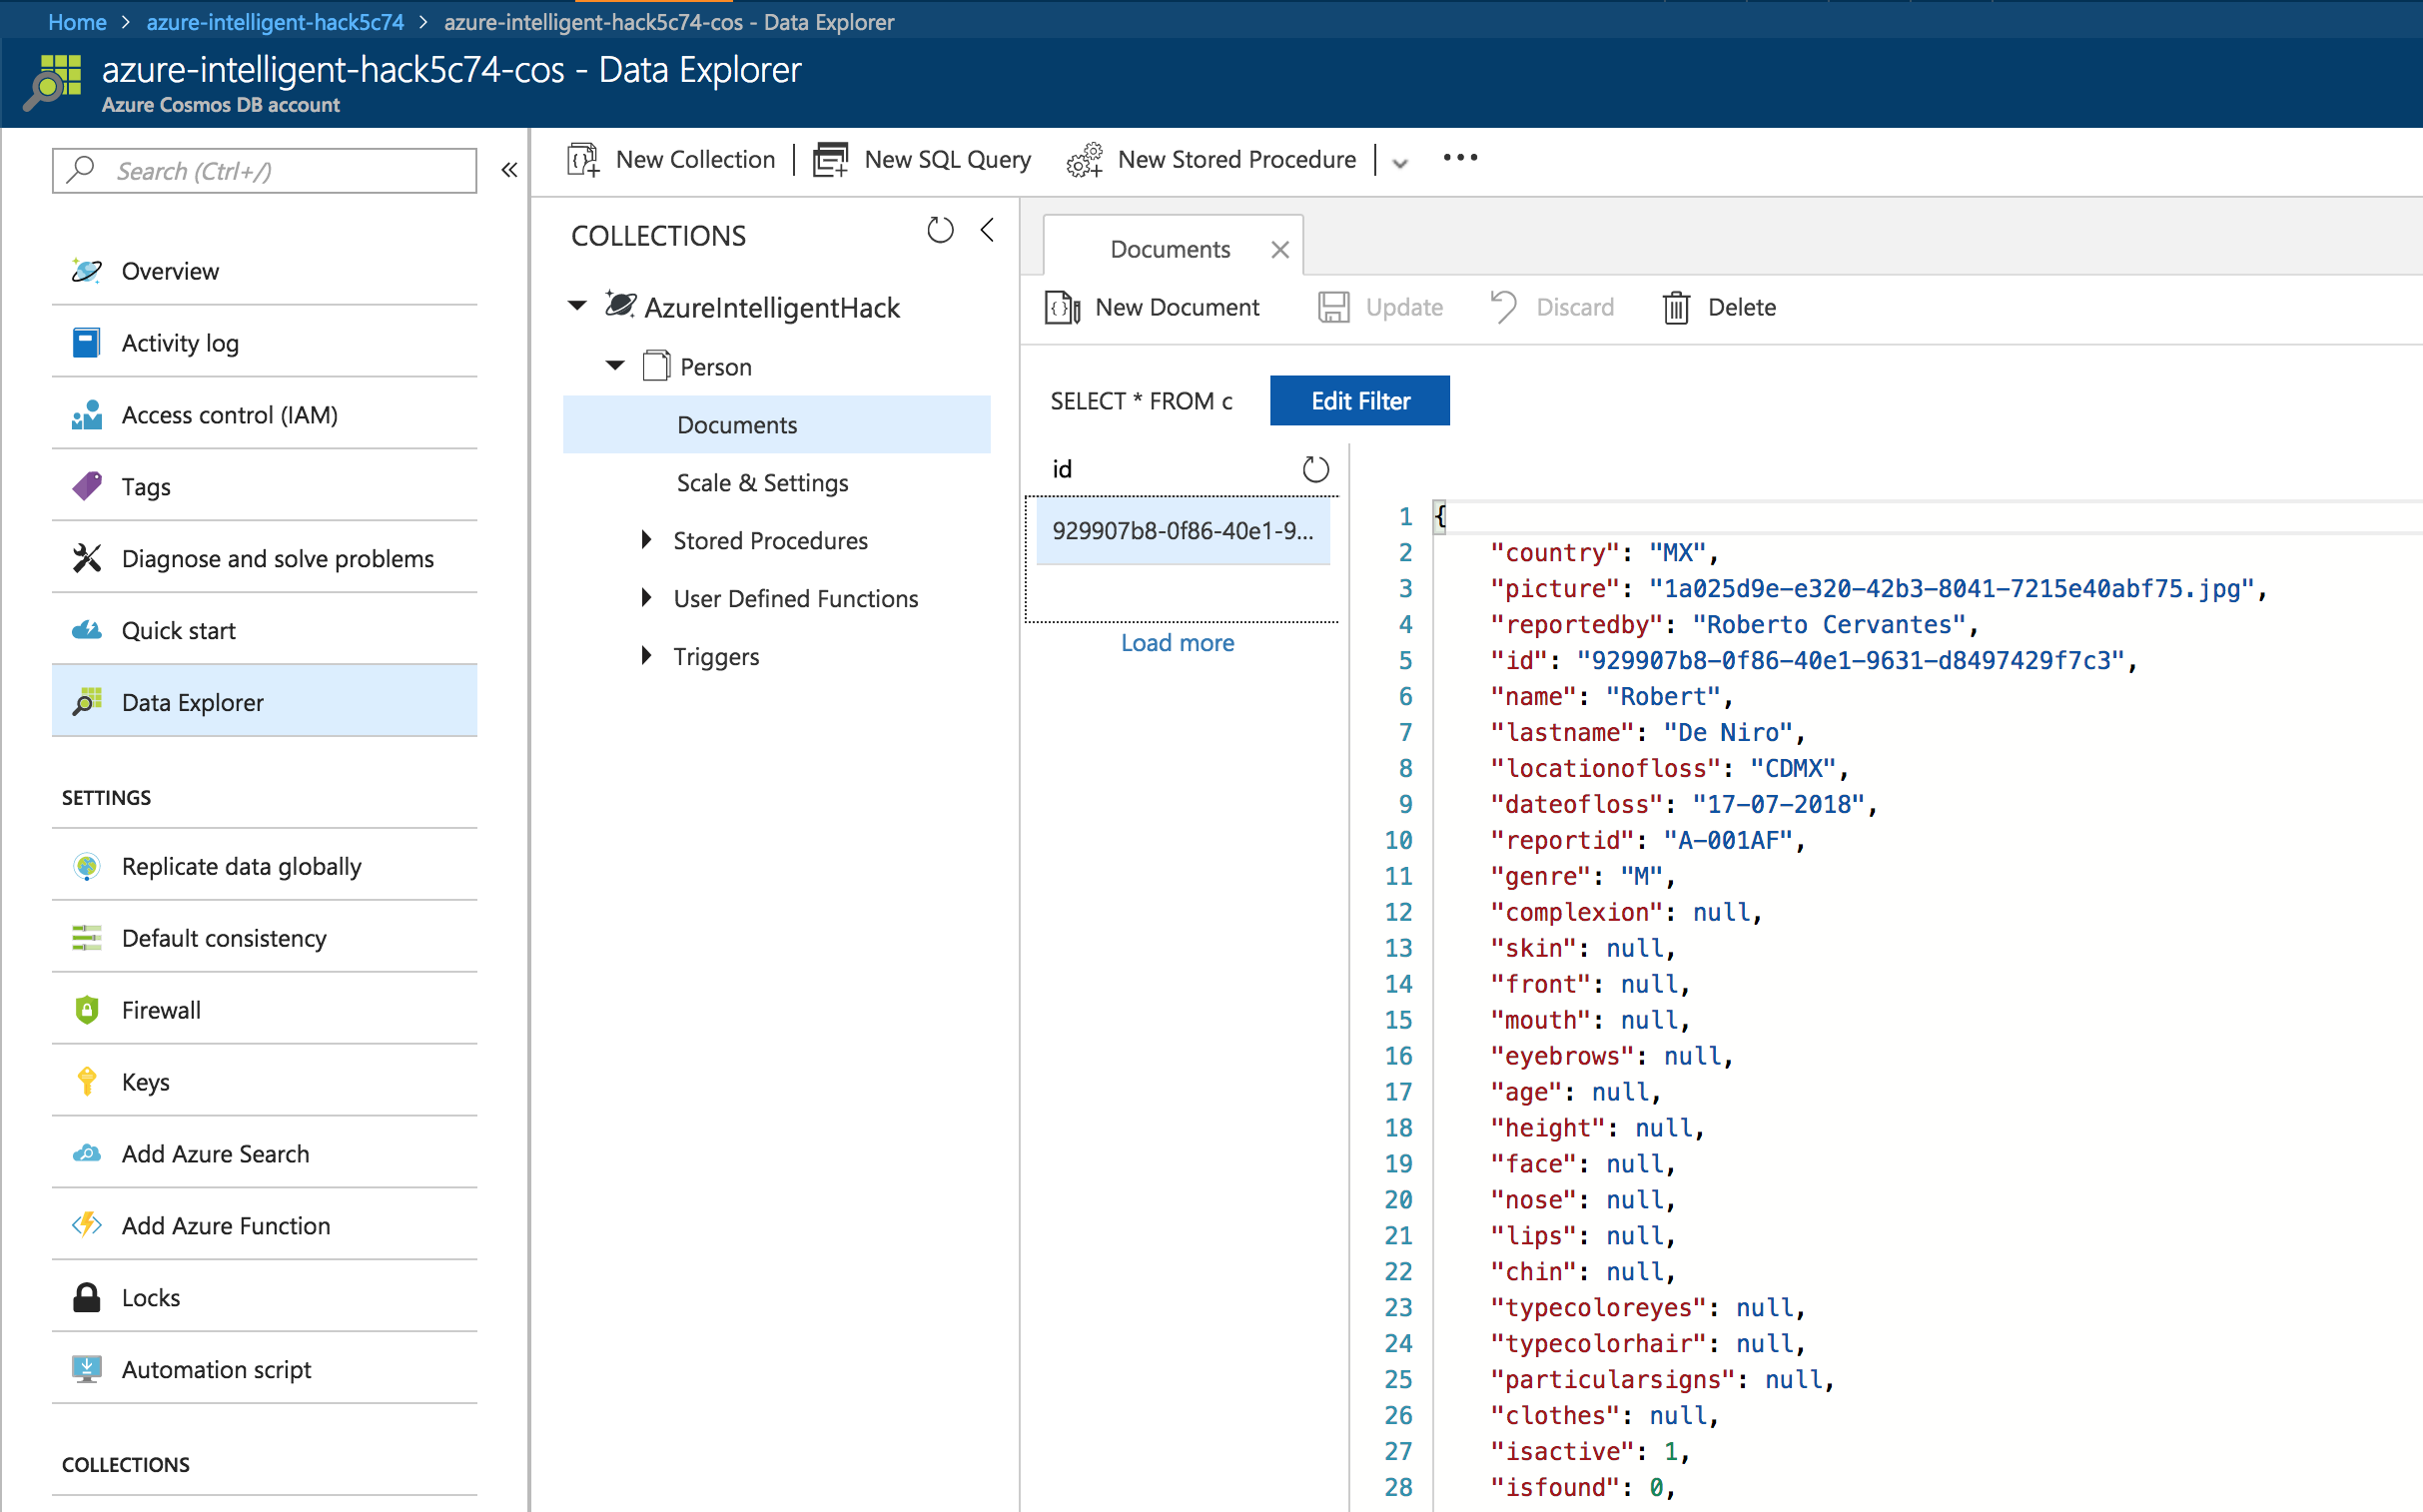 Home > azure-intelligent-hack5c74 > azure-intelligent-hack5c74-cos - Data Explorer
azure-intelligent-hack5c74-cos - Data Explorer
Azure Cosmos DB account
Search (Ctrl+/)
«
Overview
Activity log
Access control (IAM)
Tags
Diagnose and solve problems
Quick start
Data Explorer
SETTINGS
Replicate data globally
Default consistency
Firewall
Keys
Add Azure Search
Add Azure Function
Locks
Automation script
COLLECTIONS
New Collection | New SQL Query New Stored Procedure | •••
COLLECTIONS
AzureIntelligentHack
Person
Documents
Scale & Settings
Stored Procedures
User Defined Functions
Triggers
Documents
New Document Update Discard Delete
SELECT * FROM c Edit Filter
id
929907b8-0f86-40e1-9...
Load more
1 {
2 "country": "MX",
3 "picture": "1a025d9e-e320-42b3-8041-7215e40abf75.jpg",
4 "reportedby": "Roberto Cervantes",
5 "id": "929907b8-0f86-40e1-9631-d8497429f7c3",
6 "name": "Robert",
7 "lastname": "De Niro",
8 "locationofloss": "CDMX",
9 "dateofloss": "17-07-2018",
10 "reportid": "A-001AF",
11 "genre": "M",
12 "complexion": null,
13 "skin": null,
14 "front": null,
15 "mouth": null,
16 "eyebrows": null,
17 "age": null,
18 "height": null,
19 "face": null,
20 "nose": null,
21 "lips": null,
22 "chin": null,
23 "typecoloreyes": null,
24 "typecolorhair": null,
25 "particularsigns": null,
26 "clothes": null,
27 "isactive": 1,
28 "isfound": 0,